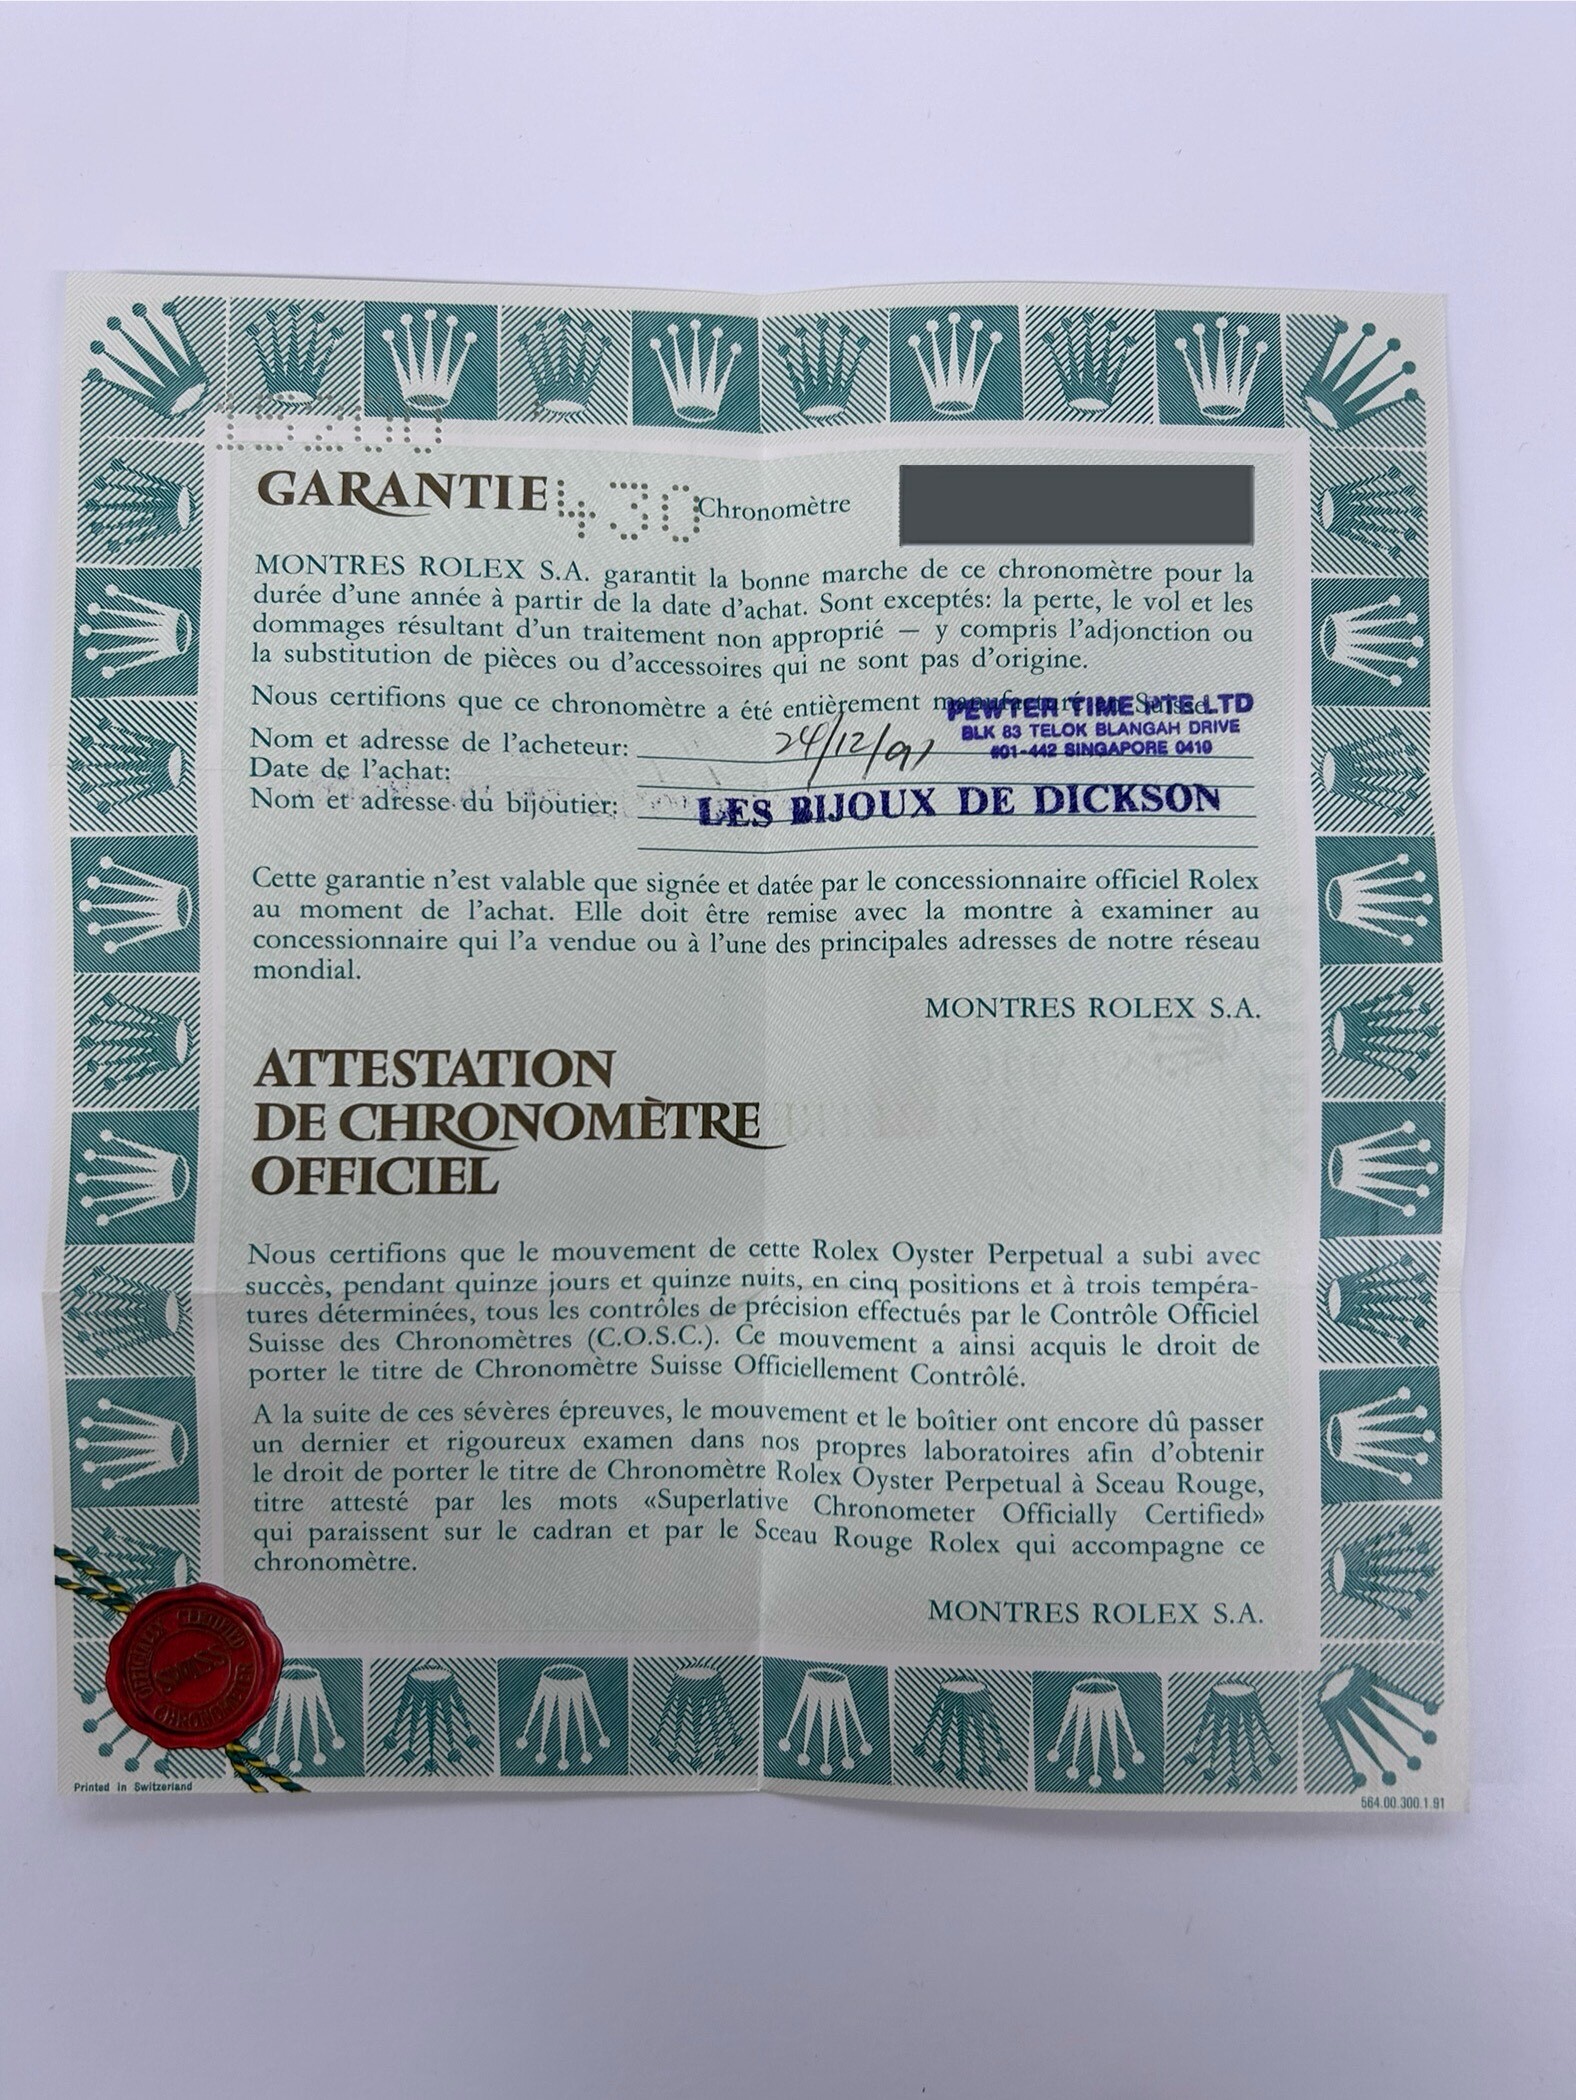 15200
GARANTIE 430 Chronomètre
MONTRES ROLEX S.A. garantit la bonne marche de ce chronomètre pour la
durée d'une année à partir de la date d'achat. Sont exceptés: la perte, le vol et les
dommages résultant d'un traitement non approprié — y compris l'adjonction ou
la substitution de pièces ou d'accessoires qui ne sont pas d'origine.
Nous certifions que ce chronomètre a été entièrement manufacturé en Suisse.
PEWTER TIME PTE LTD
BLK 83 TELOK BLANGAH DRIVE
#01-442 SINGAPORE 0410
Nom et adresse de l'acheteur:
24/12/91
Date de l'achat:
Nom et adresse du bijoutier: LES BIJOUX DE DICKSON
Cette garantie n'est valable que signée et datée par le concessionnaire officiel Rolex
au moment de l'achat. Elle doit être remise avec la montre à examiner au
concessionnaire qui l'a vendue ou à l'une des principales adresses de notre réseau
mondial.
MONTRES ROLEX S.A.
ATTESTATION
DE CHRONOMÈTRE
OFFICIEL
Nous certifions que le mouvement de cette Rolex Oyster Perpetual a subi avec
succès, pendant quinze jours et quinze nuits, en cinq positions et à trois tempéra-
tures déterminées, tous les contrôles de précision effectués par le Contrôle Officiel
Suisse des Chronomètres (C.O.S.C.). Ce mouvement a ainsi acquis le droit de
porter le titre de Chronomètre Suisse Officiellement Contrôlé.
A la suite de ces sévères épreuves, le mouvement et le boîtier ont encore dû passer
un dernier et rigoureux examen dans nos propres laboratoires afin d'obtenir
le droit de porter le titre de Chronomètre Rolex Oyster Perpetual à Sceau Rouge,
titre attesté par les mots «Superlative Chronometer Officially Certified»
qui paraissent sur le cadran et par le Sceau Rouge Rolex qui accompagne ce
chronomètre.
MONTRES ROLEX S.A.
OFFICIALLY CERTIFIED
ROLEX
CHRONOMETER
Printed in Switzerland
564.00.300.1.91